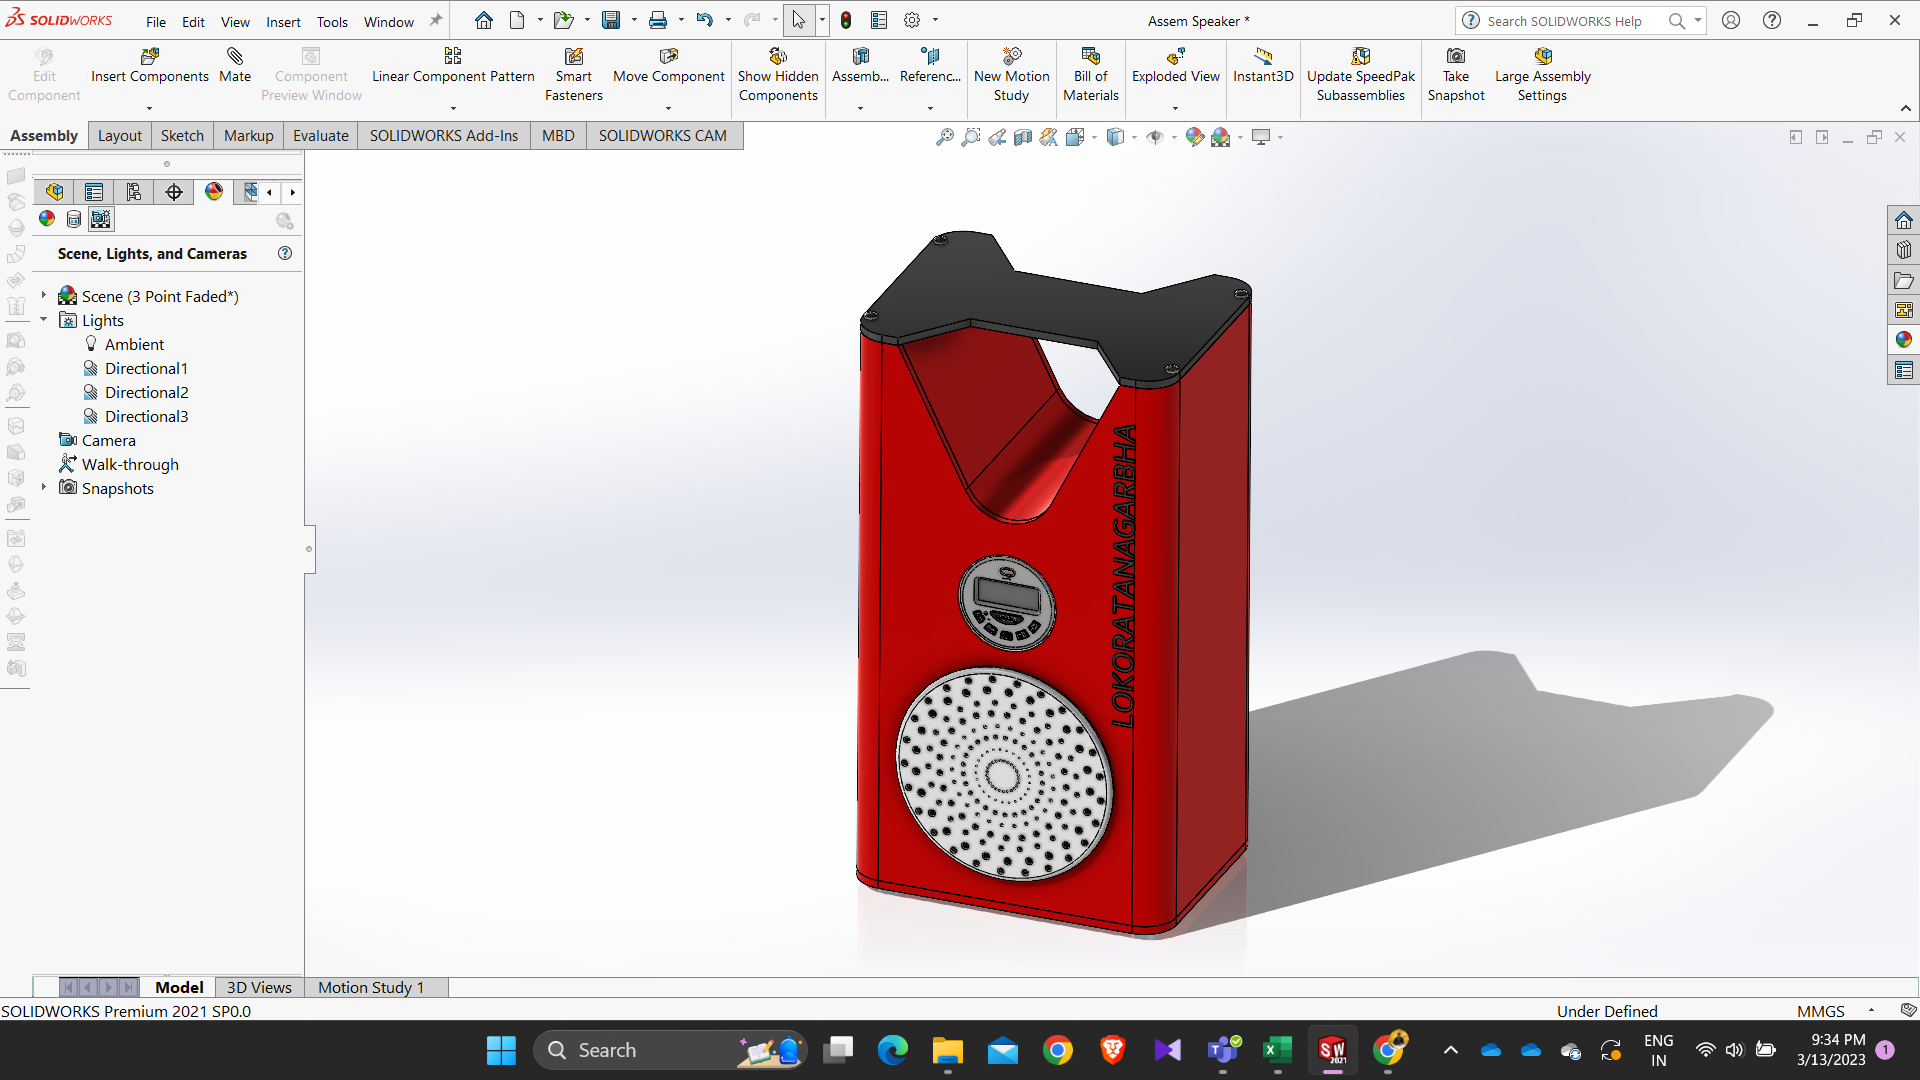 SOLIDWORKS File Edit View Insert Tools Window Assem Speaker * Search SOLIDWORKS Help
Edit Component
Insert Components
Mate
Component Preview Window
Linear Component Pattern
Smart Fasteners
Move Component
Show Hidden Components
Assemb...
Referenc...
New Motion Study
Bill of Materials
Exploded View
Instant3D
Update SpeedPak Subassemblies
Take Snapshot
Large Assembly Settings
Assembly Layout Sketch Markup Evaluate SOLIDWORKS Add-Ins MBD SOLIDWORKS CAM
Scene, Lights, and Cameras
Scene (3 Point Faded*)
Lights
Ambient
Directional1
Directional2
Directional3
Camera
Walk-through
Snapshots
LOKORATANAGARBHA
Model 3D Views Motion Study 1
SOLIDWORKS Premium 2021 SP0.0 Under Defined MMGS
Search
SW
2021
ENG
IN
9:34 PM
3/13/2023
1